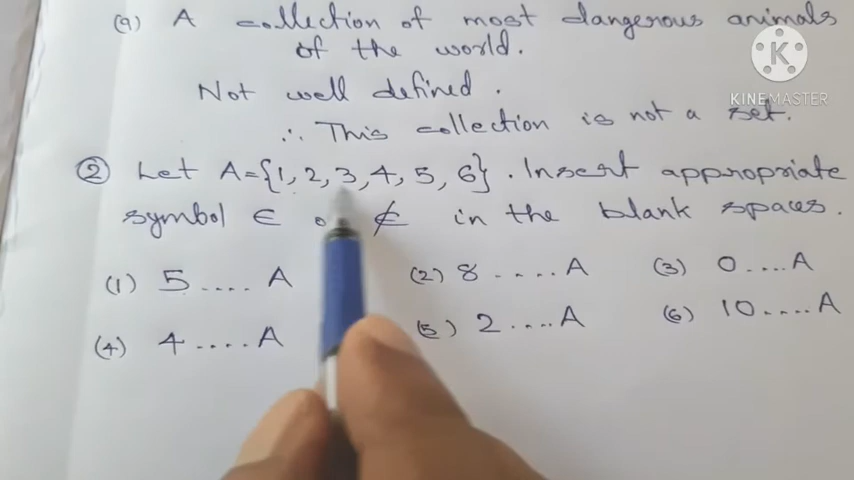 (9) A collection of most dangerous animals
of the world.
KINEMASTER
Not well defined.
∴ This collection is not a set.
② Let A={1, 2, 3, 4, 5, 6}. Insert appropriate
symbol ∈ ∉ in the blank spaces.
(1) 5 .... A (2) 8 ..... A (3) 0 .... A
(4) 4 .... A (5) 2 .... A (6) 10 .... A